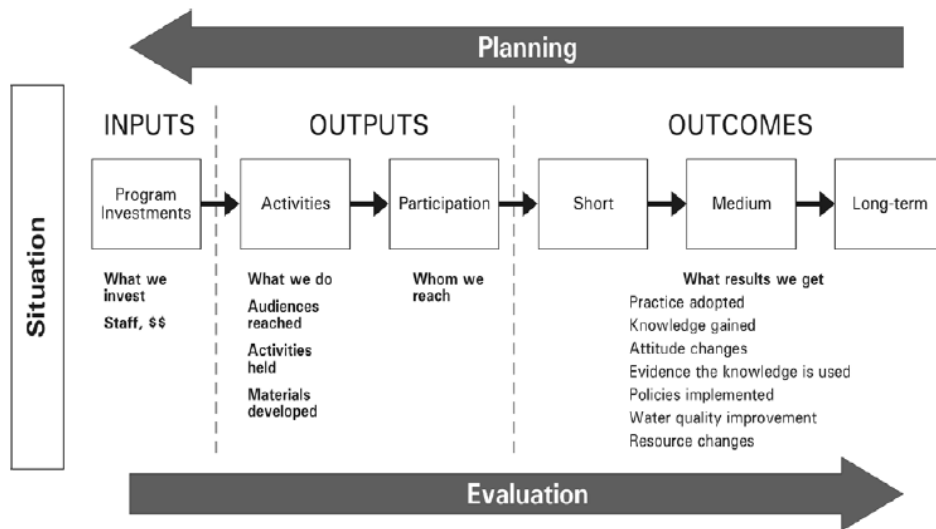 Planning
Situation
INPUTS
OUTPUTS
OUTCOMES
Program
Investments
Activities
Participation
Short
Medium
Long-term
What we
invest
Staff, $$
What we do
Audiences
reached
Activities
held
Materials
developed
Whom we
reach
What results we get
Practice adopted
Knowledge gained
Attitude changes
Evidence the knowledge is used
Policies implemented
Water quality improvement
Resource changes
Evaluation